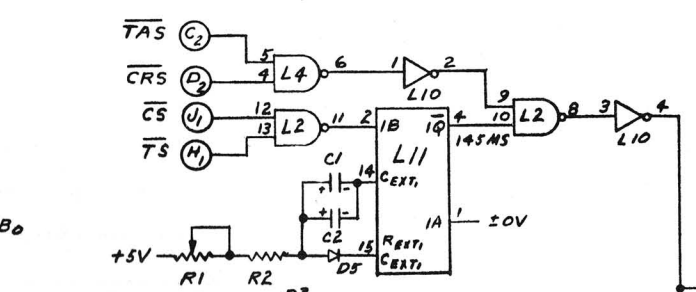 TAS C2 5 4 L4 6 1 2 L10
CRS D2
CS J1 12 13 L2 11 2 1B 1Q 4 145MS 9 10 L2 8 3 4 L10
TS H1
L11
C1 + - 14 CEXT1
+ - C2
1A 1 ±0V
B0
+5V R1 R2 D5 15 REXT1
CEXT1